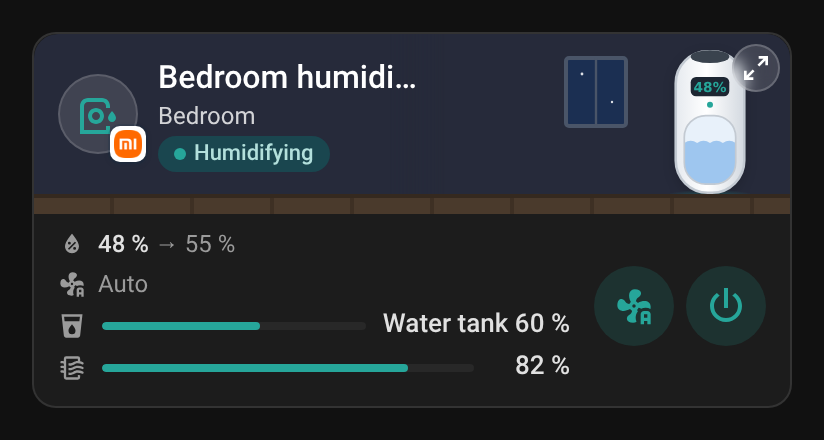 Bedroom humidi…
Bedroom
Humidifying
48%
48 % → 55 %
Auto
Water tank 60 %
82 %